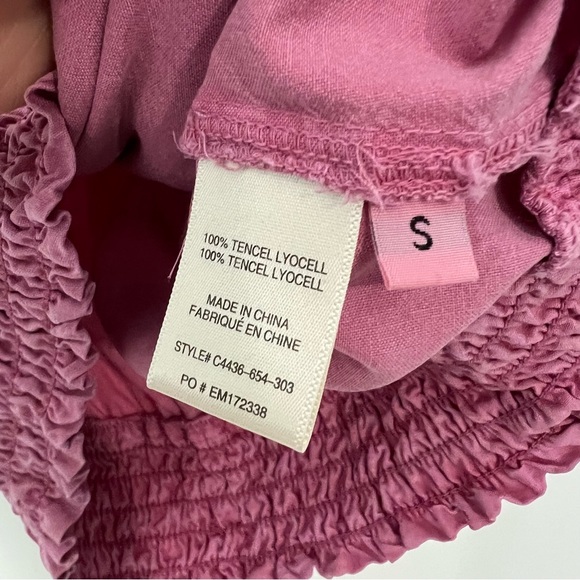 100% TENCEL LYOCELL
100% TENCEL LYOCELL
MADE IN CHINA
FABRIQUÉ EN CHINE
STYLE# C4436-654-303
PO # EM172338
S